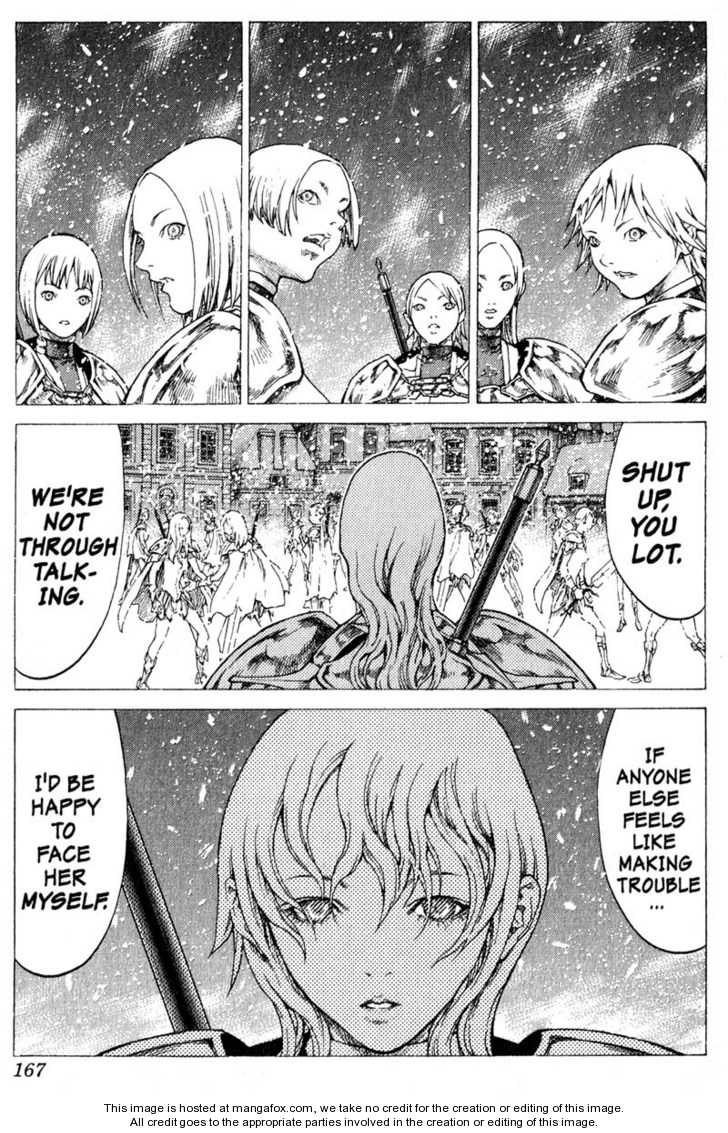 SHUT
UP,
YOU
LOT.
WE'RE
NOT
THROUGH
TALK-
ING.
IF
ANYONE
ELSE
FEELS
LIKE
MAKING
TROUBLE
...
I'D BE
HAPPY
TO
FACE
HER
MYSELF.
167
This image is hosted at mangafox.com, we take no credit for the creation or editing of this image.
All credit goes to the appropriate parties involved in the creation or editing of this image.